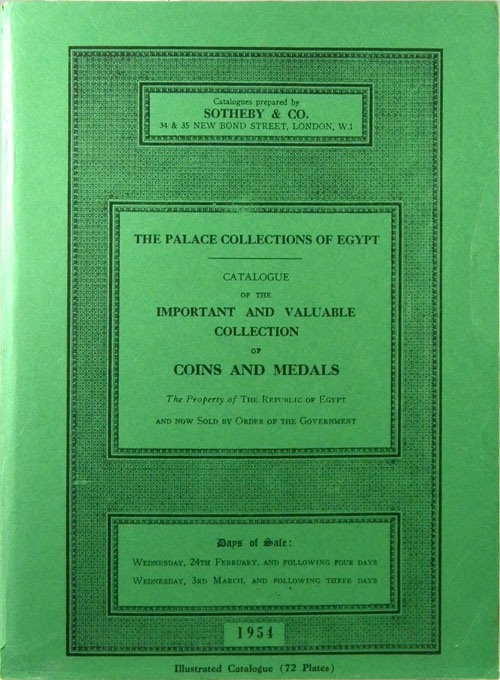 Catalogues prepared by
SOTHEBY & CO.
34 & 35 NEW BOND STREET, LONDON, W.1
THE PALACE COLLECTIONS OF EGYPT
CATALOGUE
OF THE
IMPORTANT AND VALUABLE
COLLECTION
OF
COINS AND MEDALS
The Property of THE REPUBLIC OF EGYPT
AND NOW SOLD BY ORDER OF THE GOVERNMENT
Days of Sale:
WEDNESDAY, 24TH FEBRUARY, AND FOLLOWING FOUR DAYS
WEDNESDAY, 3RD MARCH, AND FOLLOWING THREE DAYS
1954
Illustrated Catalogue (72 Plates)